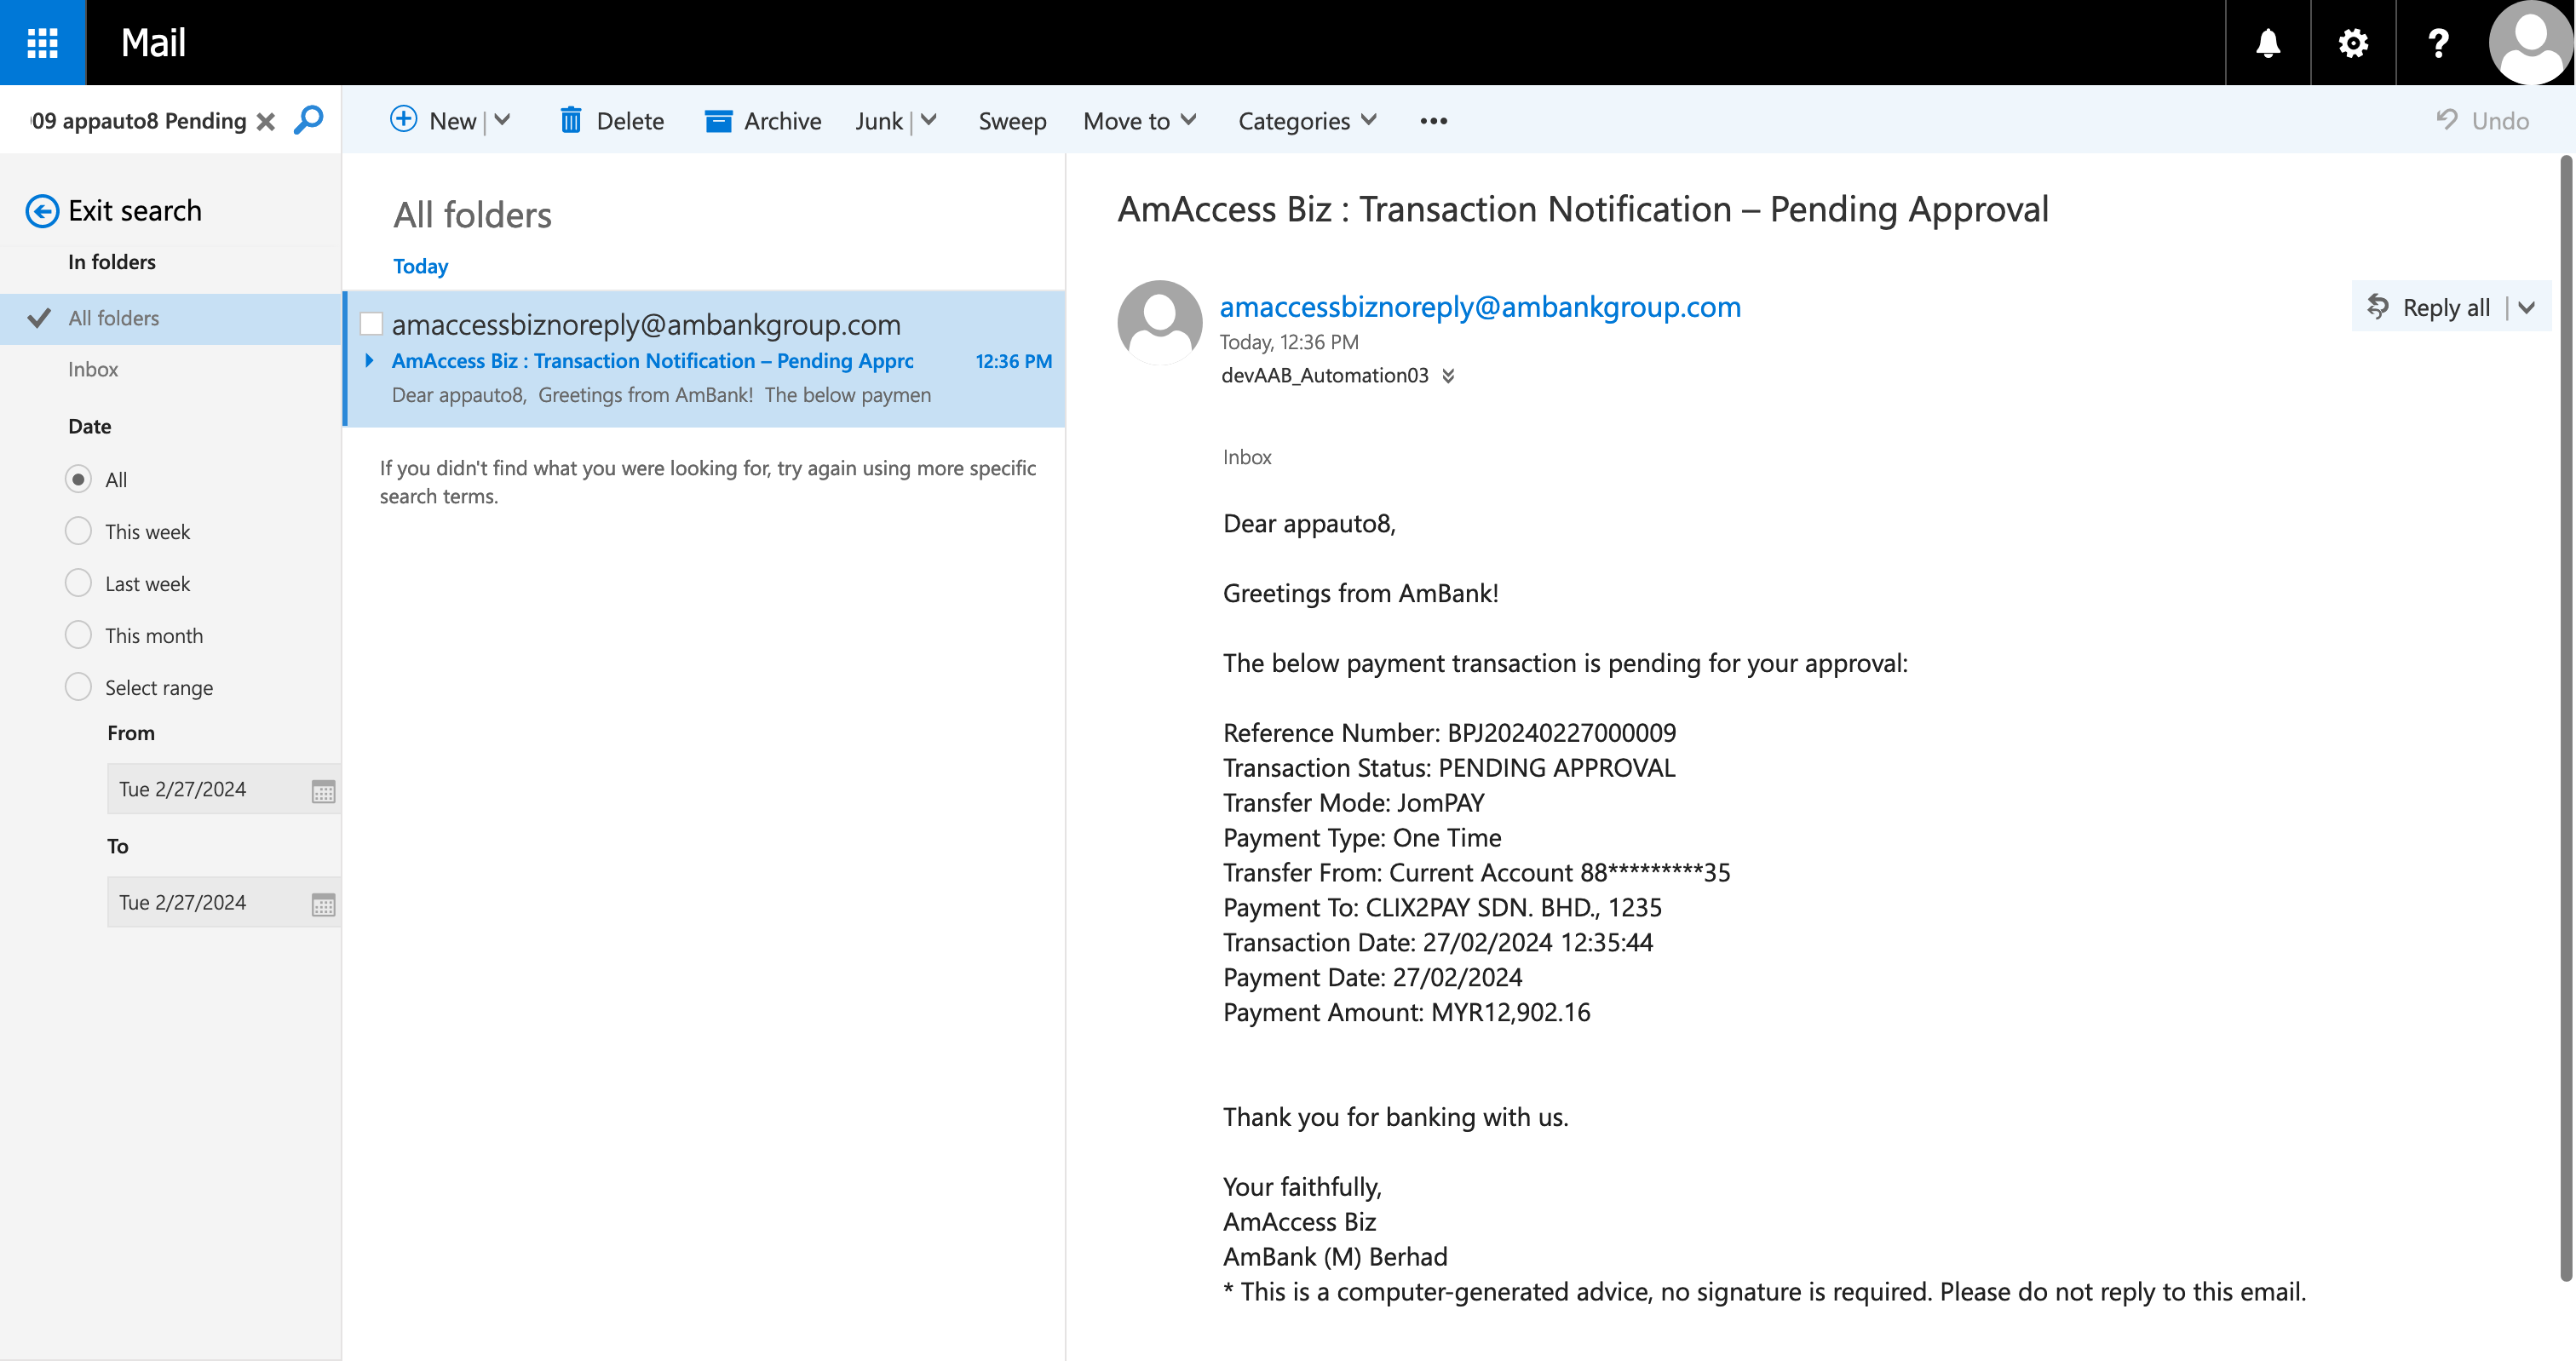 Mail
09 appauto8 Pending
New
Delete
Archive
Junk
Sweep
Move to
Categories
Undo
Exit search
In folders
All folders
Inbox
Date
All
This week
Last week
This month
Select range
From
Tue 2/27/2024
To
Tue 2/27/2024
All folders
Today
amaccessbiznoreply@ambankgroup.com
AmAccess Biz : Transaction Notification – Pending Appro 12:36 PM
Dear appauto8, Greetings from AmBank! The below paymen
If you didn't find what you were looking for, try again using more specific
search terms.
AmAccess Biz : Transaction Notification – Pending Approval
amaccessbiznoreply@ambankgroup.com
Reply all
Today, 12:36 PM
devAAB_Automation03
Inbox
Dear appauto8,
Greetings from AmBank!
The below payment transaction is pending for your approval:
Reference Number: BPJ20240227000009
Transaction Status: PENDING APPROVAL
Transfer Mode: JomPAY
Payment Type: One Time
Transfer From: Current Account 88*********35
Payment To: CLIX2PAY SDN. BHD., 1235
Transaction Date: 27/02/2024 12:35:44
Payment Date: 27/02/2024
Payment Amount: MYR12,902.16
Thank you for banking with us.
Your faithfully,
AmAccess Biz
AmBank (M) Berhad
* This is a computer-generated advice, no signature is required. Please do not reply to this email.